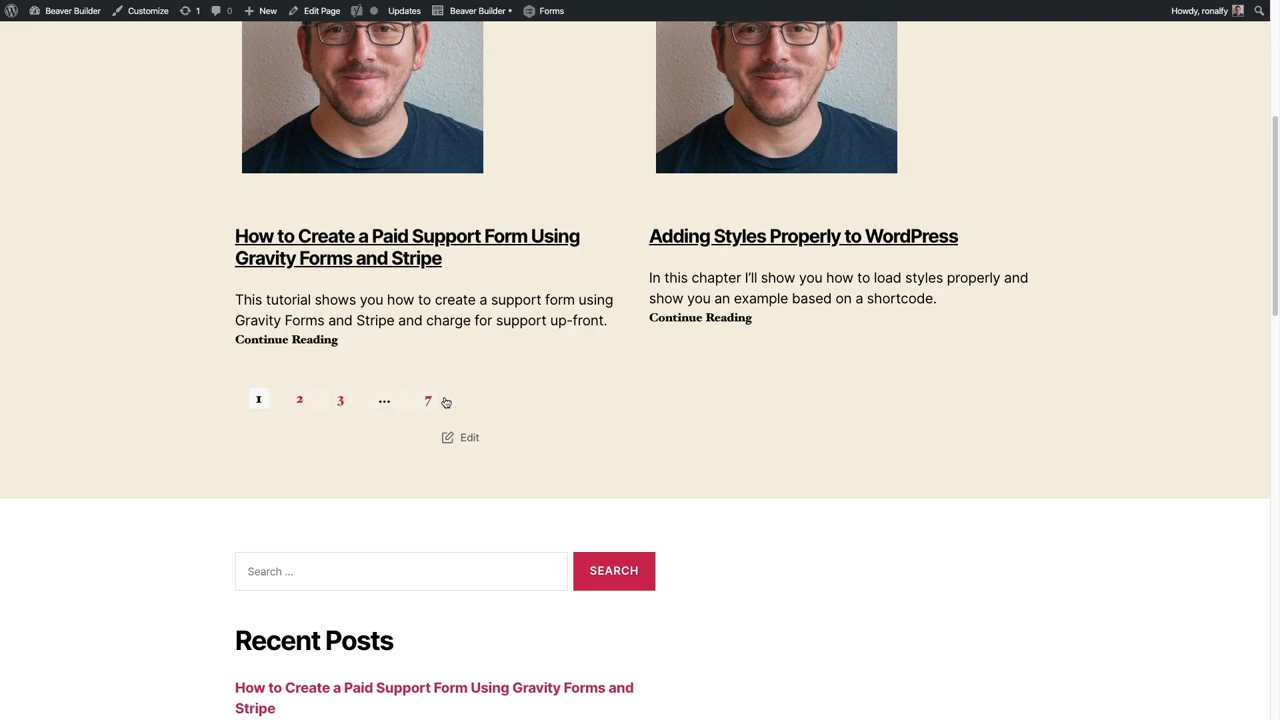 Beaver Builder Customize 1 0 New Edit Page Updates Beaver Builder • Forms Howdy, ronalfy
How to Create a Paid Support Form Using
Gravity Forms and Stripe
This tutorial shows you how to create a support form using
Gravity Forms and Stripe and charge for support up-front.
Continue Reading
Adding Styles Properly to WordPress
In this chapter I'll show you how to load styles properly and
show you an example based on a shortcode.
Continue Reading
1 2 3 … 7
Edit
Search …
SEARCH
Recent Posts
How to Create a Paid Support Form Using Gravity Forms and
Stripe